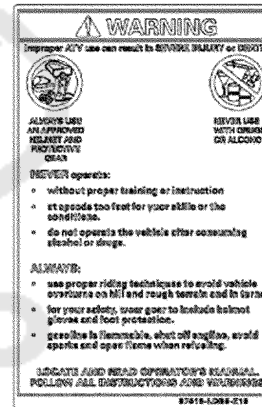 WARNING
Improper ATV use can result in SEVERE INJURY or DEATH
ALWAYS USE
AN APPROVED
HELMET AND
PROTECTIVE
GEAR
NEVER USE
WITH DRUGS
OR ALCOHOL
NEVER operate:
• without proper training or instruction
• at speeds too fast for your skills or the
conditions.
• do not operate the vehicle after consuming
alcohol or drugs.
ALWAYS:
• use proper riding techniques to avoid vehicle
overturns on hill and rough terrain and in turns
• for your safety, wear gear to include helmet
gloves and foot protection.
• gasoline is flammable, shut off engine, avoid
sparks and open flame when refueling.
LOCATE AND READ OPERATOR'S MANUAL.
FOLLOW ALL INSTRUCTIONS AND WARNINGS